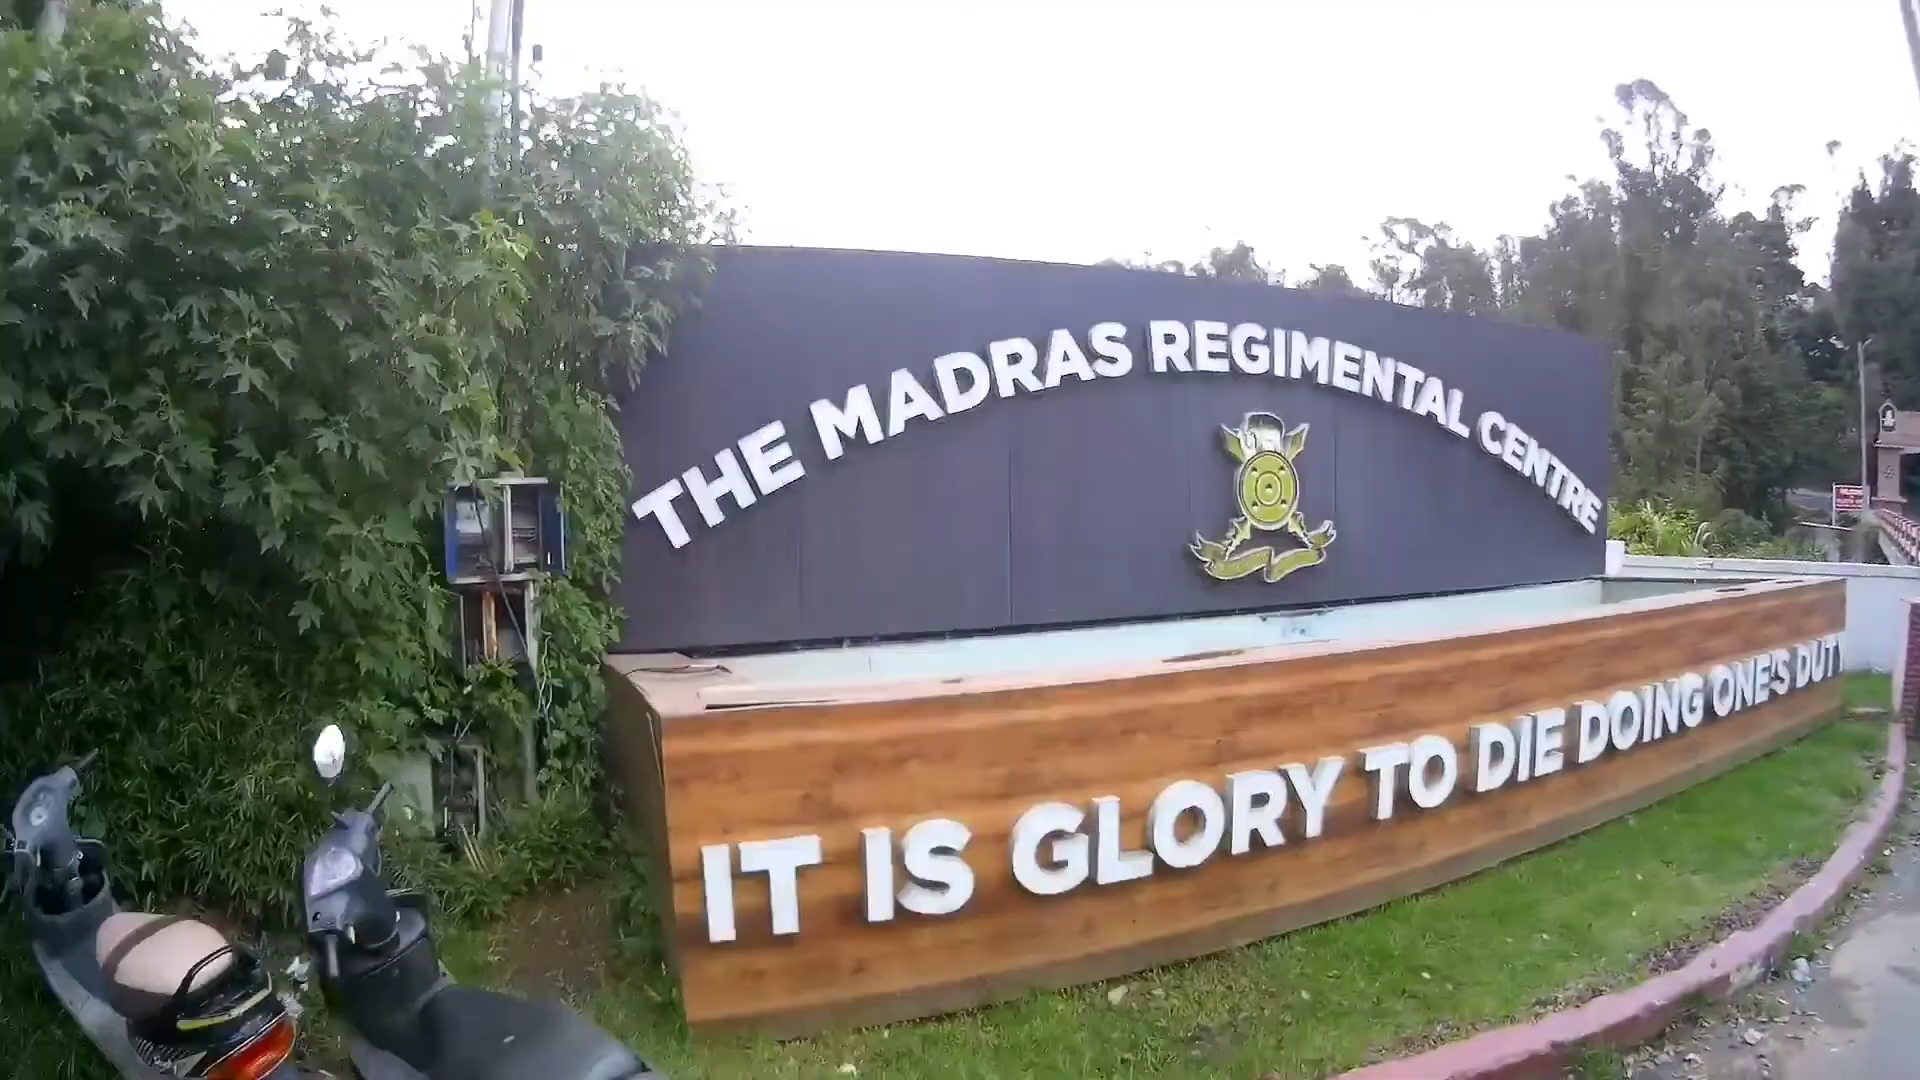 THE MADRAS REGIMENTAL CENTRE
IT IS GLORY TO DIE DOING ONE'S DUTY